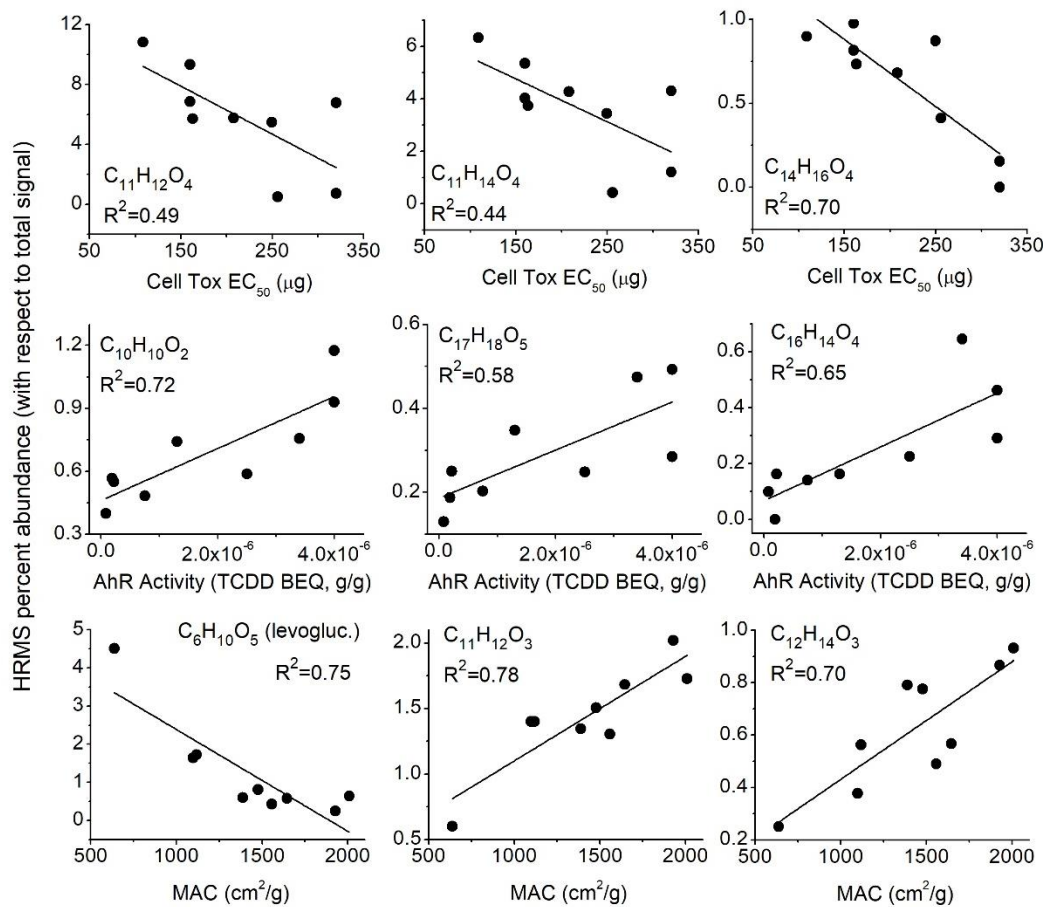 HRMS percent abundance (with respect to total signal)
12
8
4
0
C₁₁H₁₂O₄
R²=0.49
50 150 250 350
Cell Tox EC₅₀ (μg)
6
4
2
0
C₁₁H₁₄O₄
R²=0.44
50 150 250 350
Cell Tox EC₅₀ (μg)
1.0
0.5
0.0
C₁₄H₁₆O₄
R²=0.70
50 150 250 350
Cell Tox EC₅₀ (μg)
1.2
0.9
0.6
0.3
C₁₀H₁₀O₂
R²=0.72
0.0 2.0x10⁻⁶ 4.0x10⁻⁶
AhR Activity (TCDD BEQ, g/g)
0.6
0.4
0.2
C₁₇H₁₈O₅
R²=0.58
0.0 2.0x10⁻⁶ 4.0x10⁻⁶
AhR Activity (TCDD BEQ, g/g)
0.6
0.4
0.2
0.0
C₁₆H₁₄O₄
R²=0.65
0.0 2.0x10⁻⁶ 4.0x10⁻⁶
AhR Activity (TCDD BEQ, g/g)
5
4
3
2
1
0
C₆H₁₀O₅ (levogluc.)
R²=0.75
500 1000 1500 2000
MAC (cm²/g)
2.0
1.5
1.0
0.5
C₁₁H₁₂O₃
R²=0.78
500 1000 1500 2000
MAC (cm²/g)
1.0
0.8
0.6
0.4
0.2
C₁₂H₁₄O₃
R²=0.70
500 1000 1500 2000
MAC (cm²/g)